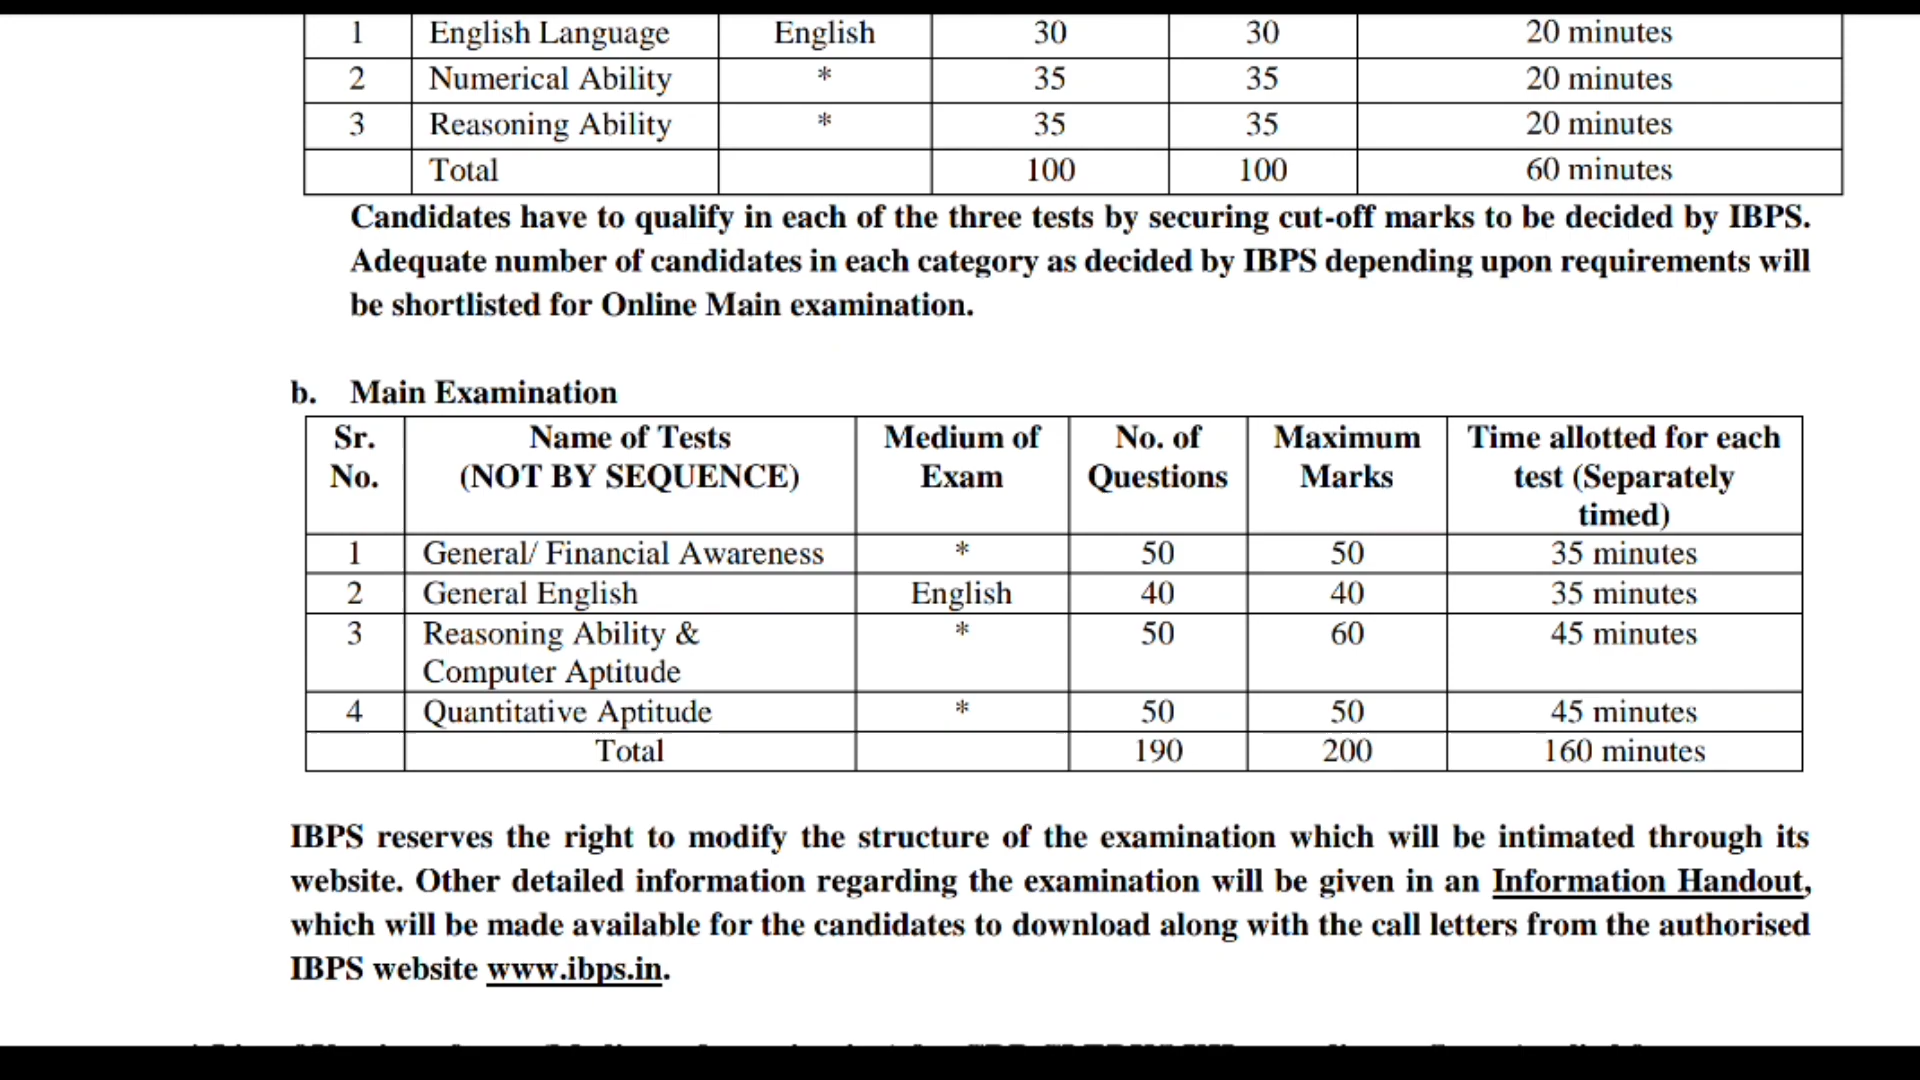 1 English Language English 30 30 20 minutes
2 Numerical Ability * 35 35 20 minutes
3 Reasoning Ability * 35 35 20 minutes
Total 100 100 60 minutes
Candidates have to qualify in each of the three tests by securing cut-off marks to be decided by IBPS.
Adequate number of candidates in each category as decided by IBPS depending upon requirements will
be shortlisted for Online Main examination.
b. Main Examination
Sr. Name of Tests Medium of No. of Maximum Time allotted for each
No. (NOT BY SEQUENCE) Exam Questions Marks test (Separately
timed)
1 General/ Financial Awareness * 50 50 35 minutes
2 General English English 40 40 35 minutes
3 Reasoning Ability & * 50 60 45 minutes
Computer Aptitude
4 Quantitative Aptitude * 50 50 45 minutes
Total 190 200 160 minutes
IBPS reserves the right to modify the structure of the examination which will be intimated through its
website. Other detailed information regarding the examination will be given in an Information Handout,
which will be made available for the candidates to download along with the call letters from the authorised
IBPS website www.ibps.in.